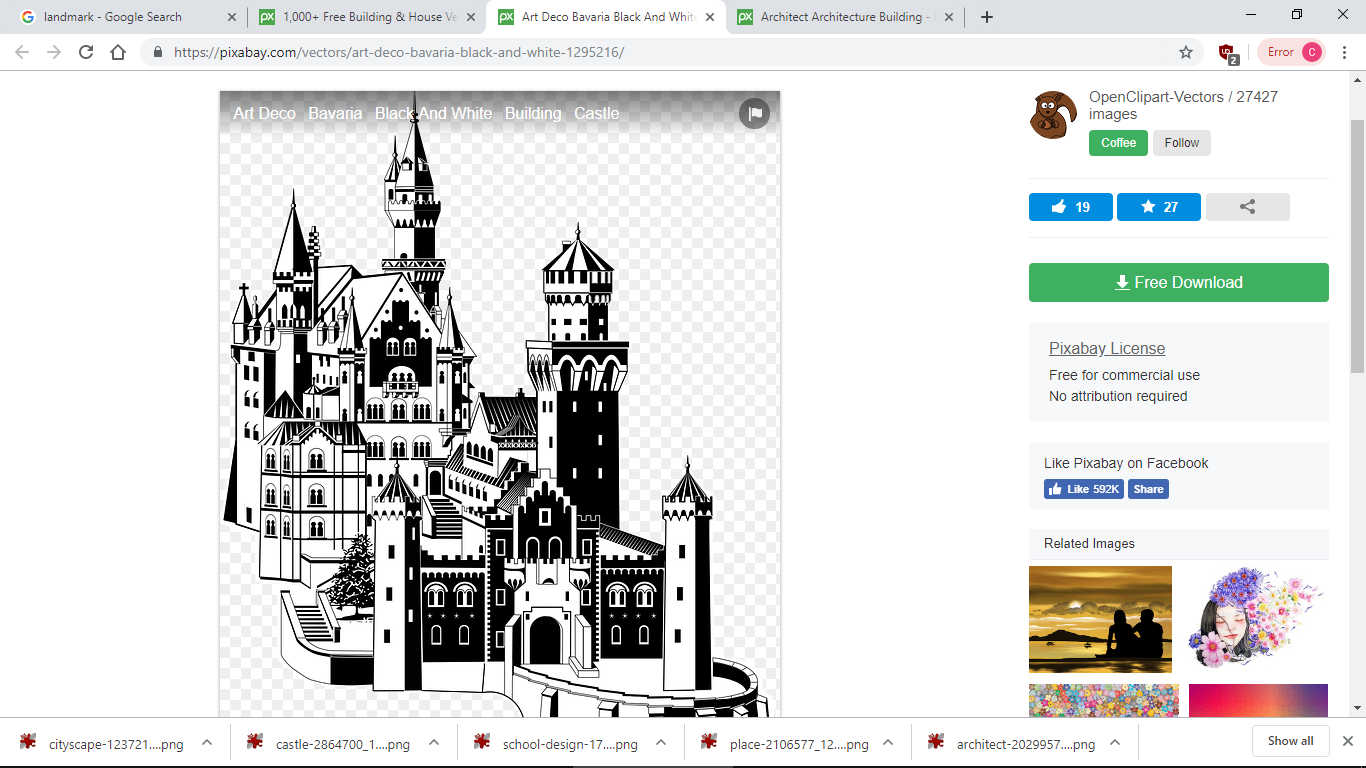 landmark - Google Search
1,000+ Free Building & House Ve
Art Deco Bavaria Black And White
Architect Architecture Building -
https://pixabay.com/vectors/art-deco-bavaria-black-and-white-1295216/
2
Error C
Art Deco Bavaria Black And White Building Castle
OpenClipart-Vectors / 27427
images
Coffee Follow
19 27
Free Download
Pixabay License
Free for commercial use
No attribution required
Like Pixabay on Facebook
Like 592K Share
Related Images
cityscape-123721....png
castle-2864700_1....png
school-design-17....png
place-2106577_12....png
architect-2029957....png
Show all